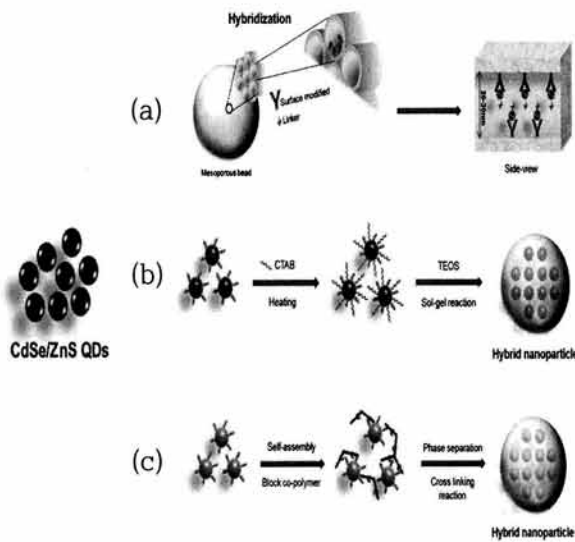 Hybridization
(a)
Surface modified
Linker
Mesoporous bead
Side-view
CdSe/ZnS QDs
(b)
CTAB
Heating
TEOS
Sol-gel reaction
Hybrid nanoparticle
(c)
Self-assembly
Block co-polymer
Phase separation
Cross linking
reaction
Hybrid nanoparticle